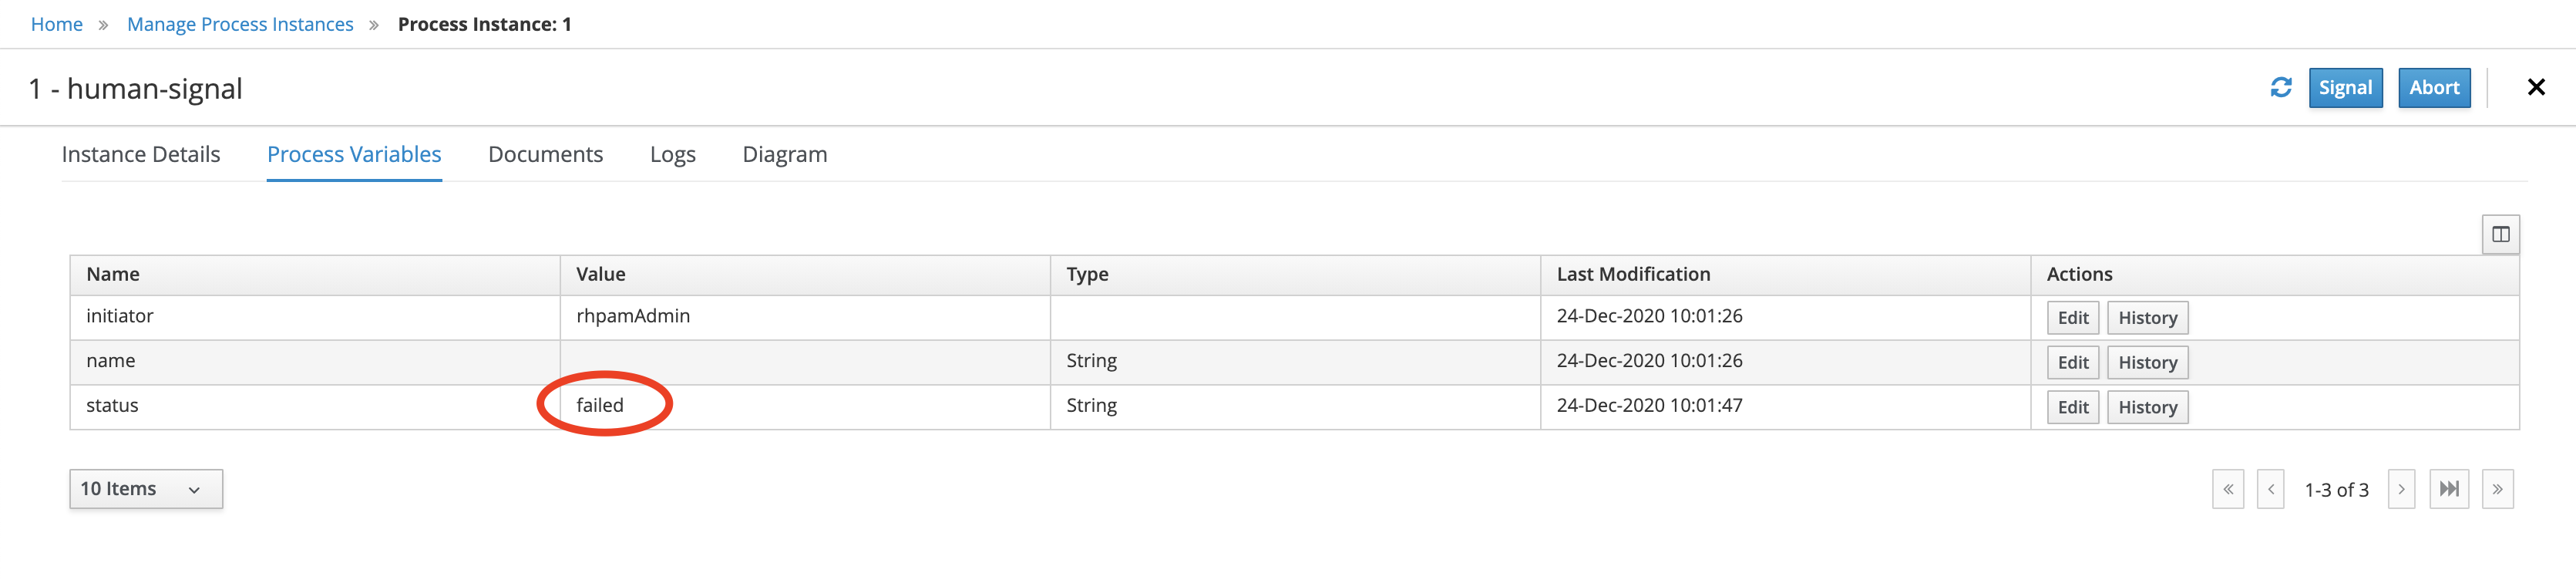 Home » Manage Process Instances » Process Instance: 1
1 - human-signal
Signal Abort
Instance Details Process Variables Documents Logs Diagram
Name Value Type Last Modification Actions
initiator rhpamAdmin 24-Dec-2020 10:01:26 Edit History
name String 24-Dec-2020 10:01:26 Edit History
status failed String 24-Dec-2020 10:01:47 Edit History
10 Items 1-3 of 3